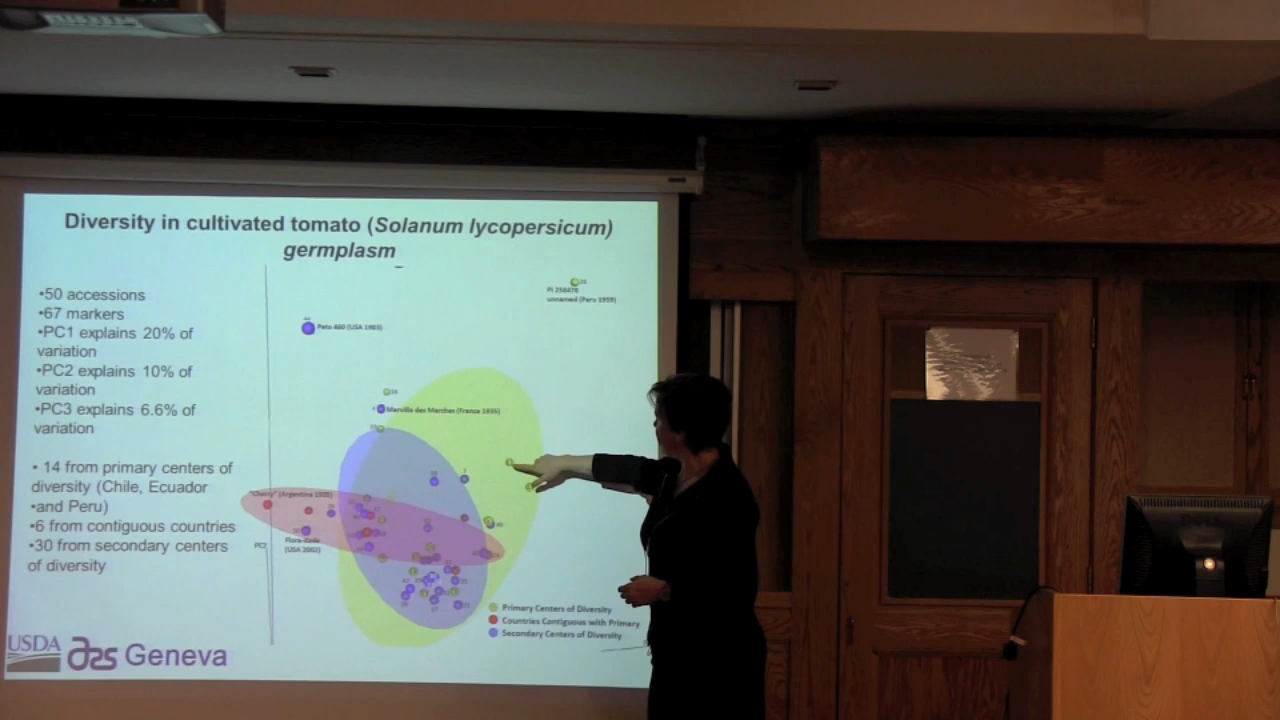 Diversity in cultivated tomato (Solanum lycopersicum)
germplasm
•50 accessions
•67 markers
•PC1 explains 20% of
variation
•PC2 explains 10% of
variation
•PC3 explains 6.6% of
variation
• 14 from primary centers of
diversity (Chile, Ecuador
•and Peru)
•6 from contiguous countries
•30 from secondary centers
of diversity
unnamed (Peru 1959)
Peto 460 (USA 1983)
Marville des Marches (France 1935)
"Cherry" (Argentina 1935)
Flora-Dade
(USA 2002)
PC2
Primary Centers of Diversity
Countries Contiguous with Primary
Secondary Centers of Diversity
USDA ars Geneva